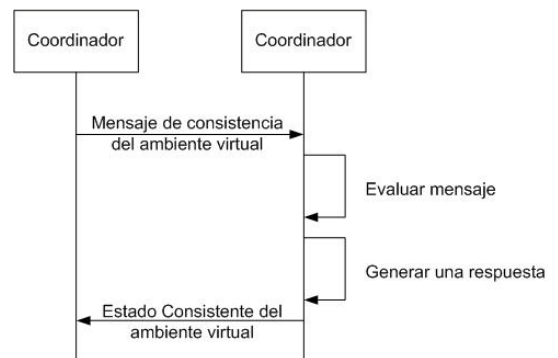 Coordinador
Coordinador
Mensaje de consistencia
del ambiente virtual
Evaluar mensaje
Generar una respuesta
Estado Consistente del
ambiente virtual